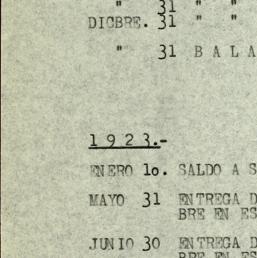 " 31 " "
DICBRE. 31 " "
" 31 B A L A
1 9 2 3.-
ENERO 1o. SALDO A S
MAYO 31 ENTREGA D
BRE EN ES
JUNIO 30 ENTREGA D
BRE EN ES